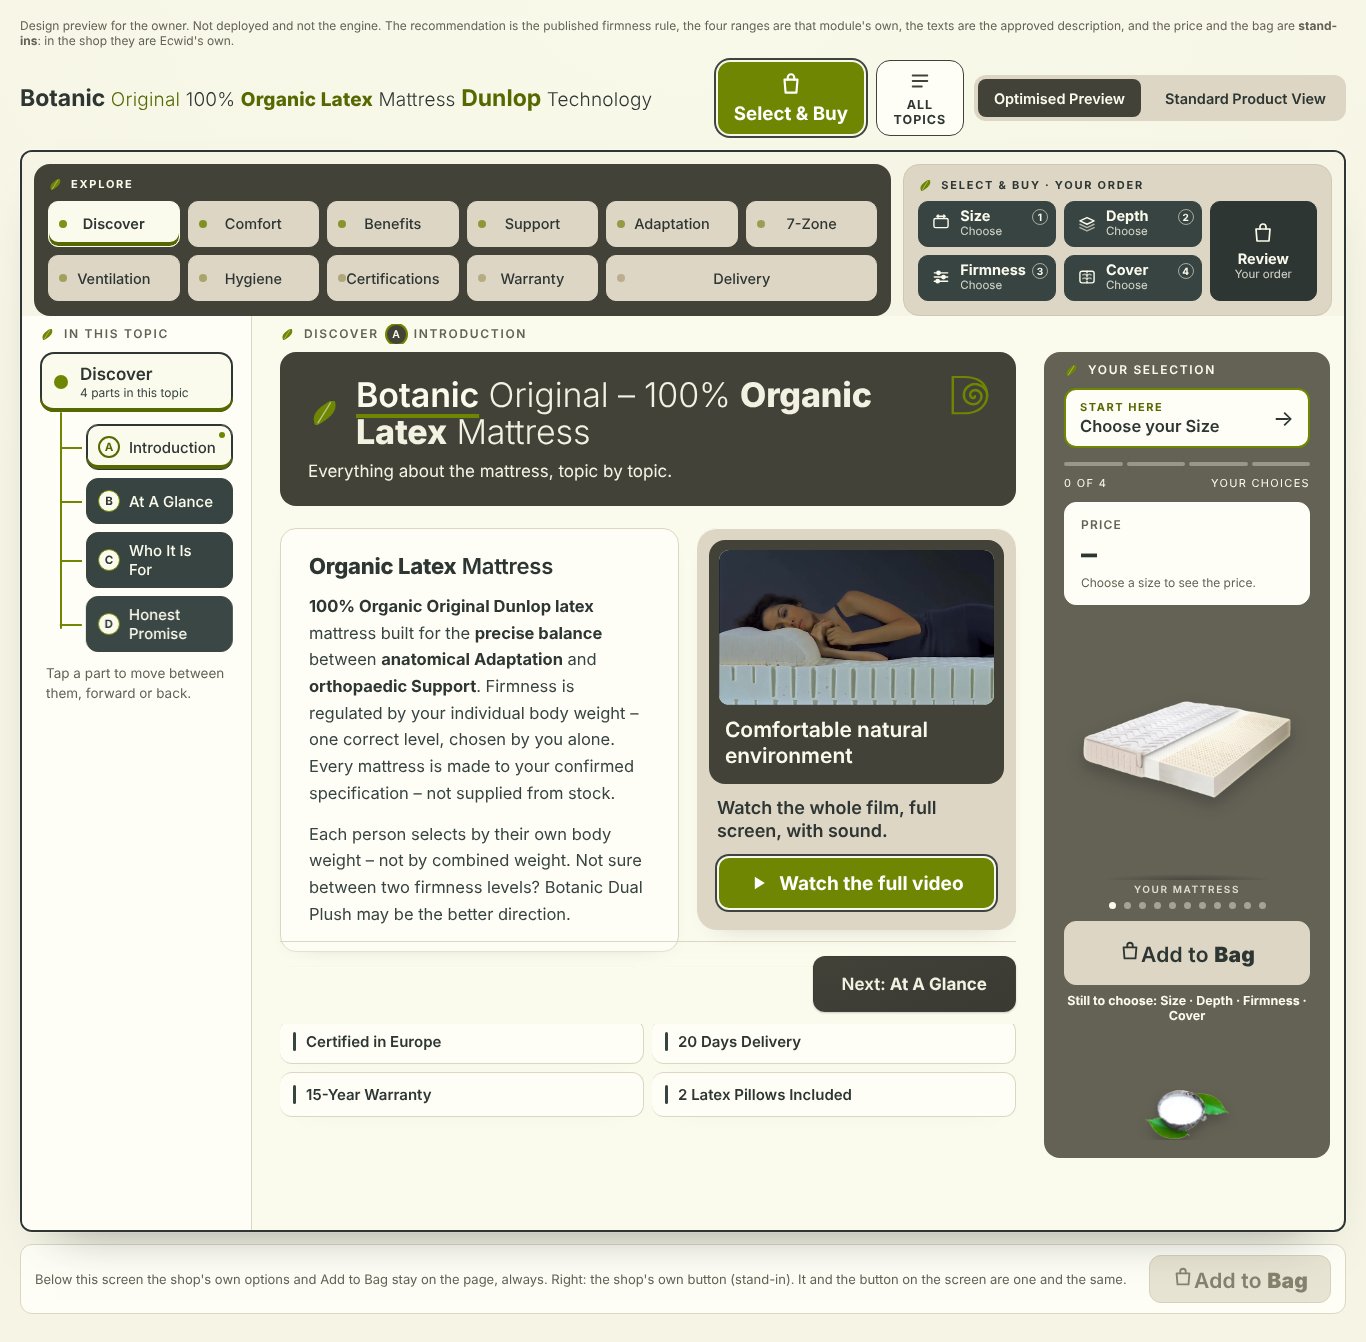 Design preview for the owner. Not deployed and not the engine. The recommendation is the published firmness rule, the four ranges are that module's own, the texts are the approved description, and the price and the bag are stand-
ins: in the shop they are Ecwid's own.
Botanic Original 100% Organic Latex Mattress Dunlop Technology
Select & Buy
ALL
TOPICS
Optimised Preview
Standard Product View
EXPLORE
Discover
Comfort
Benefits
Support
Adaptation
7-Zone
Ventilation
Hygiene
Certifications
Warranty
Delivery
SELECT & BUY · YOUR ORDER
Size
Choose
1
Depth
Choose
2
Firmness
Choose
3
Cover
Choose
4
Review
Your order
IN THIS TOPIC
Discover
4 parts in this topic
A Introduction
B At A Glance
C Who It Is
For
D Honest
Promise
Tap a part to move between
them, forward or back.
DISCOVER A INTRODUCTION
Botanic Original – 100% Organic
Latex Mattress
Everything about the mattress, topic by topic.
Organic Latex Mattress
100% Organic Original Dunlop latex
mattress built for the precise balance
between anatomical Adaptation and
orthopaedic Support. Firmness is
regulated by your individual body weight –
one correct level, chosen by you alone.
Every mattress is made to your confirmed
specification – not supplied from stock.
Each person selects by their own body
weight – not by combined weight. Not sure
between two firmness levels? Botanic Dual
Plush may be the better direction.
Comfortable natural
environment
Watch the whole film, full
screen, with sound.
Watch the full video
Next: At A Glance
Certified in Europe
20 Days Delivery
15-Year Warranty
2 Latex Pillows Included
YOUR SELECTION
START HERE
Choose your Size
0 OF 4
YOUR CHOICES
PRICE
–
Choose a size to see the price.
YOUR MATTRESS
Add to Bag
Still to choose: Size · Depth · Firmness ·
Cover
Below this screen the shop's own options and Add to Bag stay on the page, always. Right: the shop's own button (stand-in). It and the button on the screen are one and the same.
Add to Bag